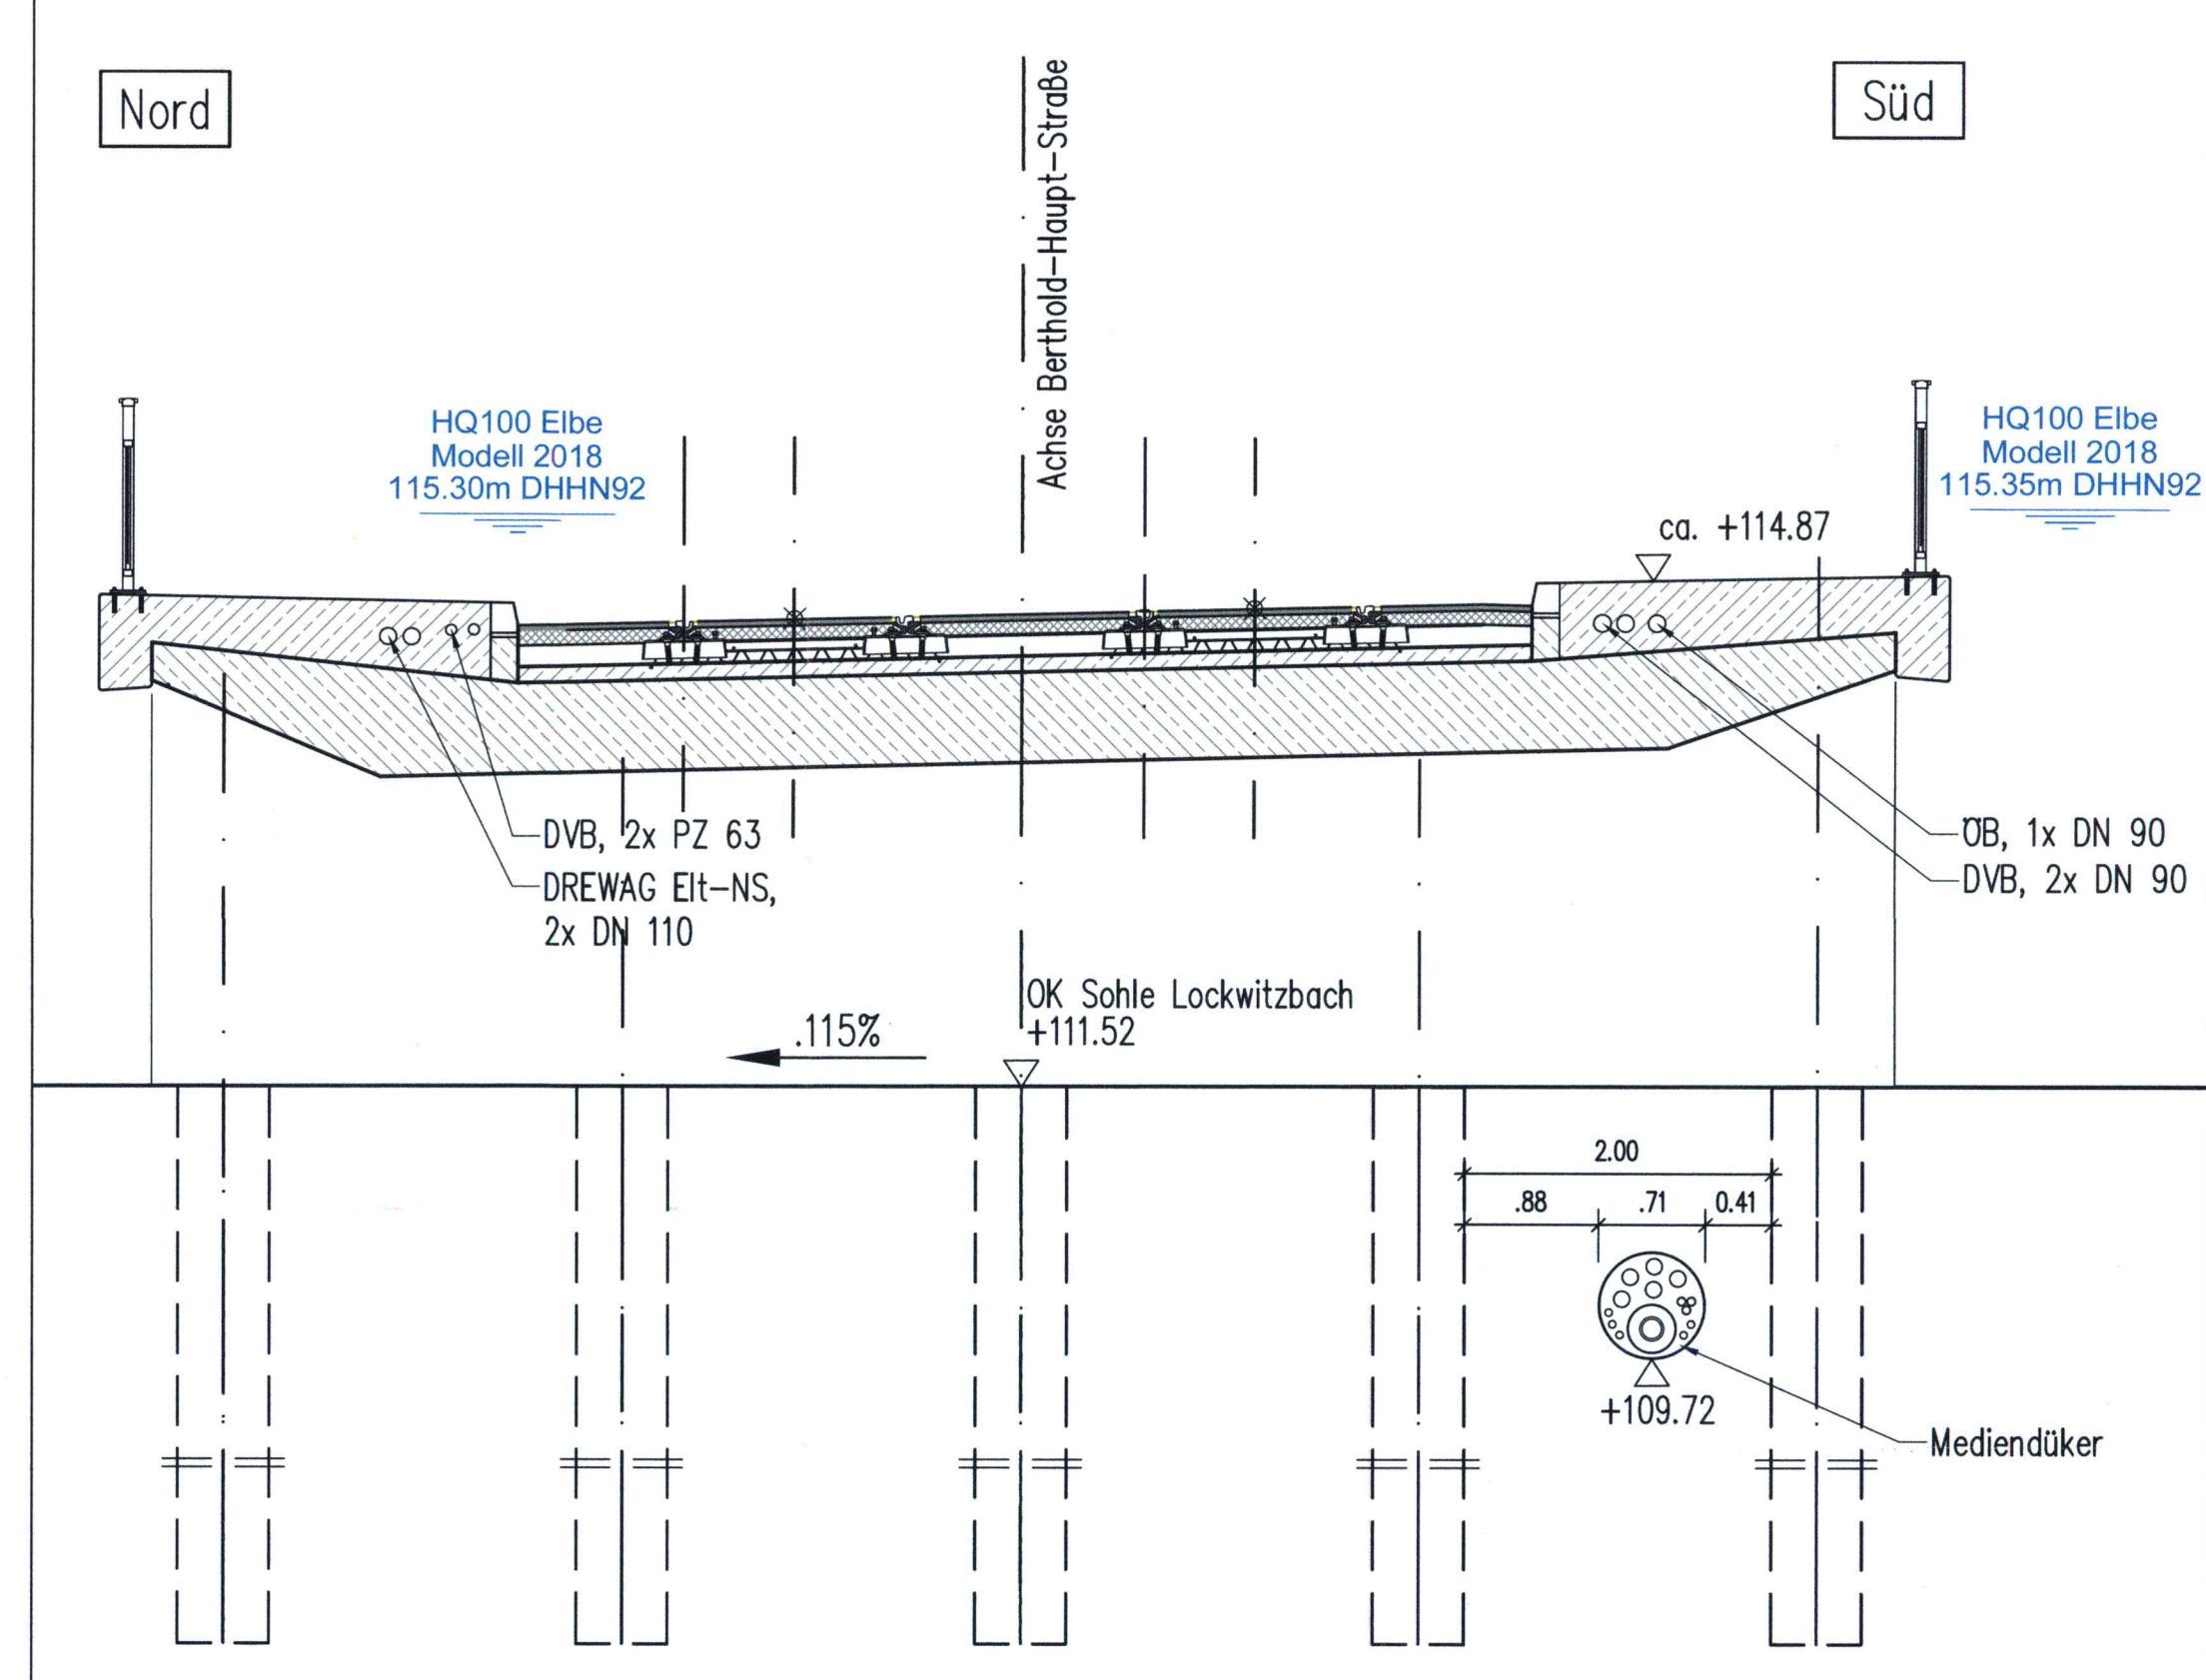 Nord
Süd
Achse Berthold-Haupt-Straße
HQ100 Elbe
Modell 2018
115.30m DHHN92
HQ100 Elbe
Modell 2018
115.35m DHHN92
ca. +114.87
DVB, 2x PZ 63
DREWAG Elt-NS,
2x DN 110
ÖB, 1x DN 90
DVB, 2x DN 90
OK Sohle Lockwitzbach
+111.52
.115%
2.00
.88 .71 0.41
+109.72
Mediendüker